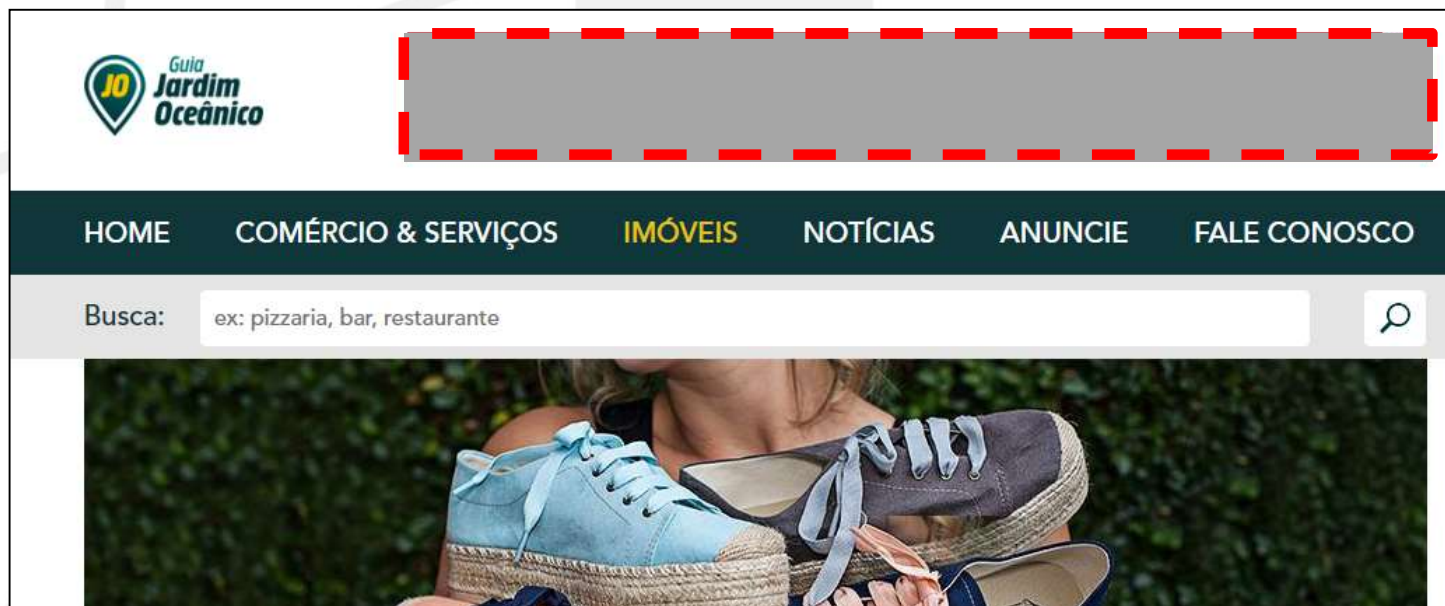 JO
Guia
Jardim
Oceânico
HOME COMÉRCIO & SERVIÇOS IMÓVEIS NOTÍCIAS ANUNCIE FALE CONOSCO
Busca: ex: pizzaria, bar, restaurante